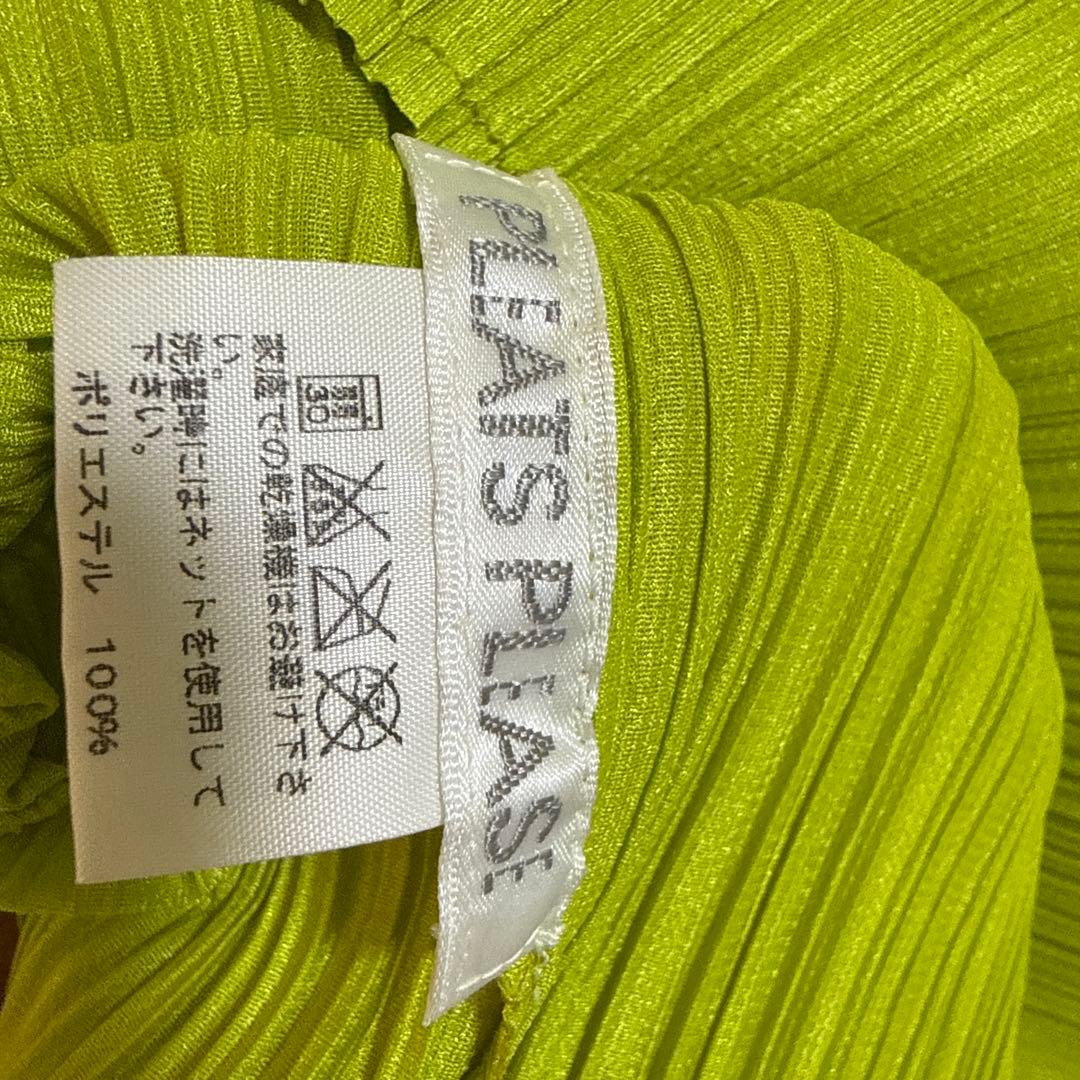 PLEATS PLEASE
30
家庭での乾燥機はお避け下さ
い。
洗濯時にはネットを使用して
下さい。
ポリエステル 100%